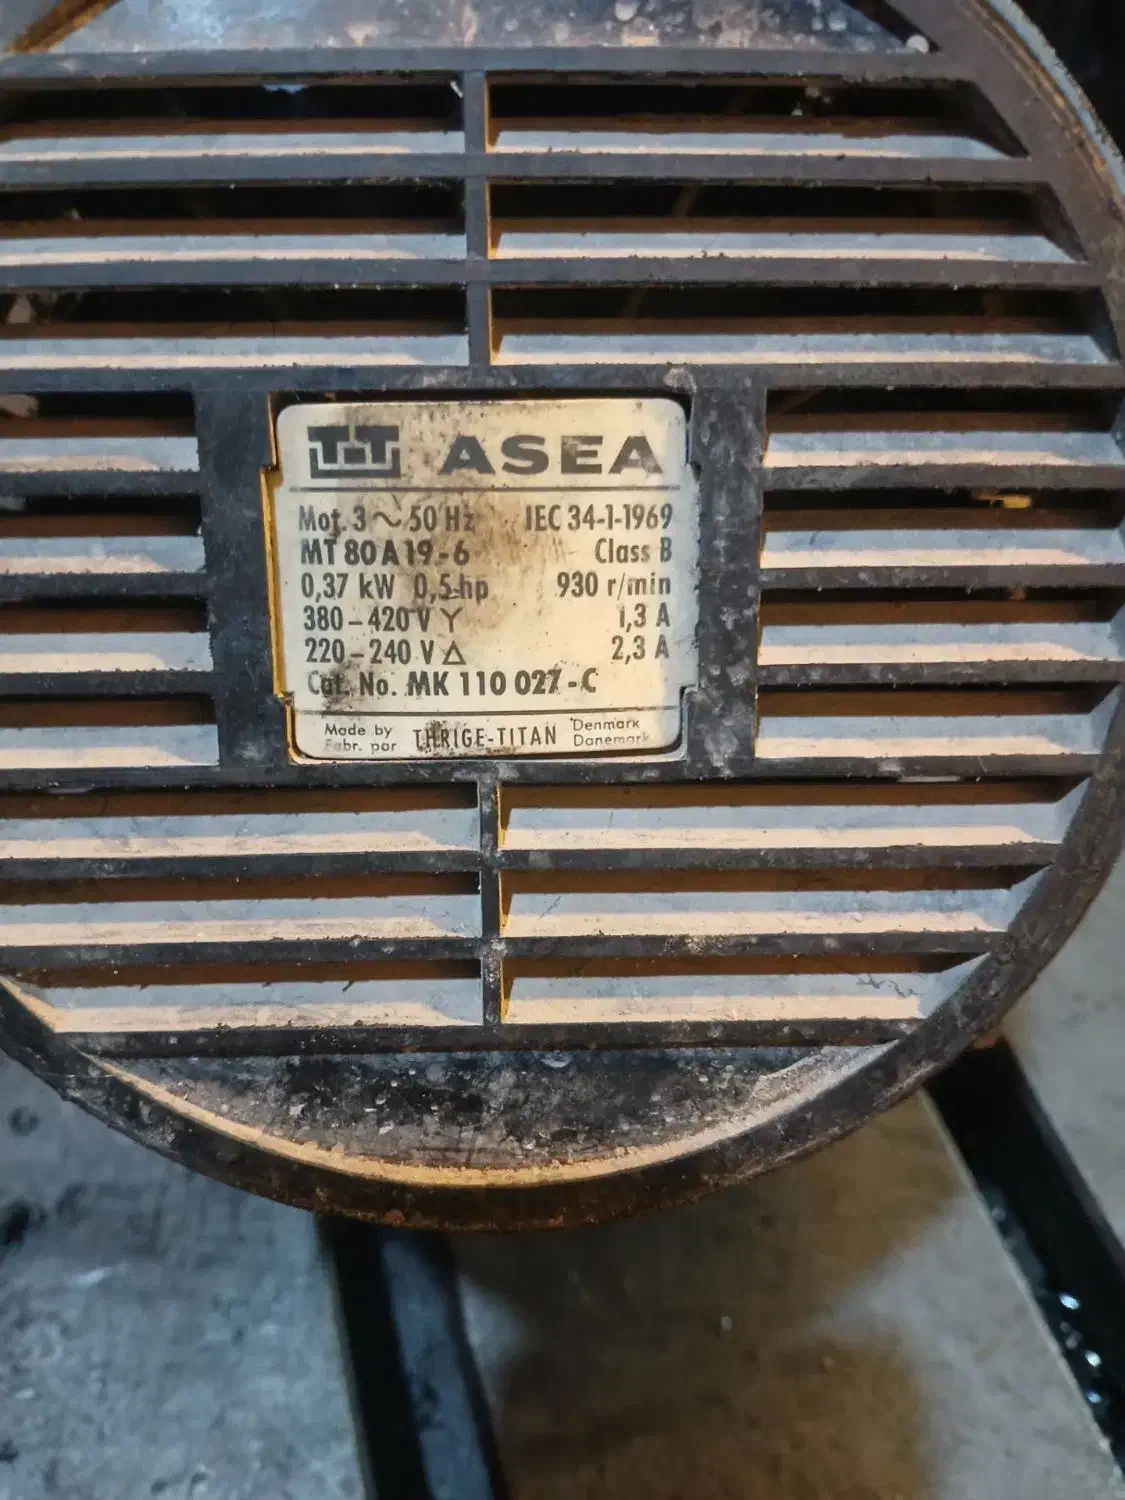 TT ASEA
Mot. 3~50 Hz IEC 34-1-1969
MT 80 A 19-6 Class B
0,37 kW 0,5 hp 930 r/min
380-420 V Y 1,3 A
220-240 V △ 2,3 A
Cat. No. MK 110 027-C
Made by THRIGE-TITAN Denmark
Fabr. par Danemark